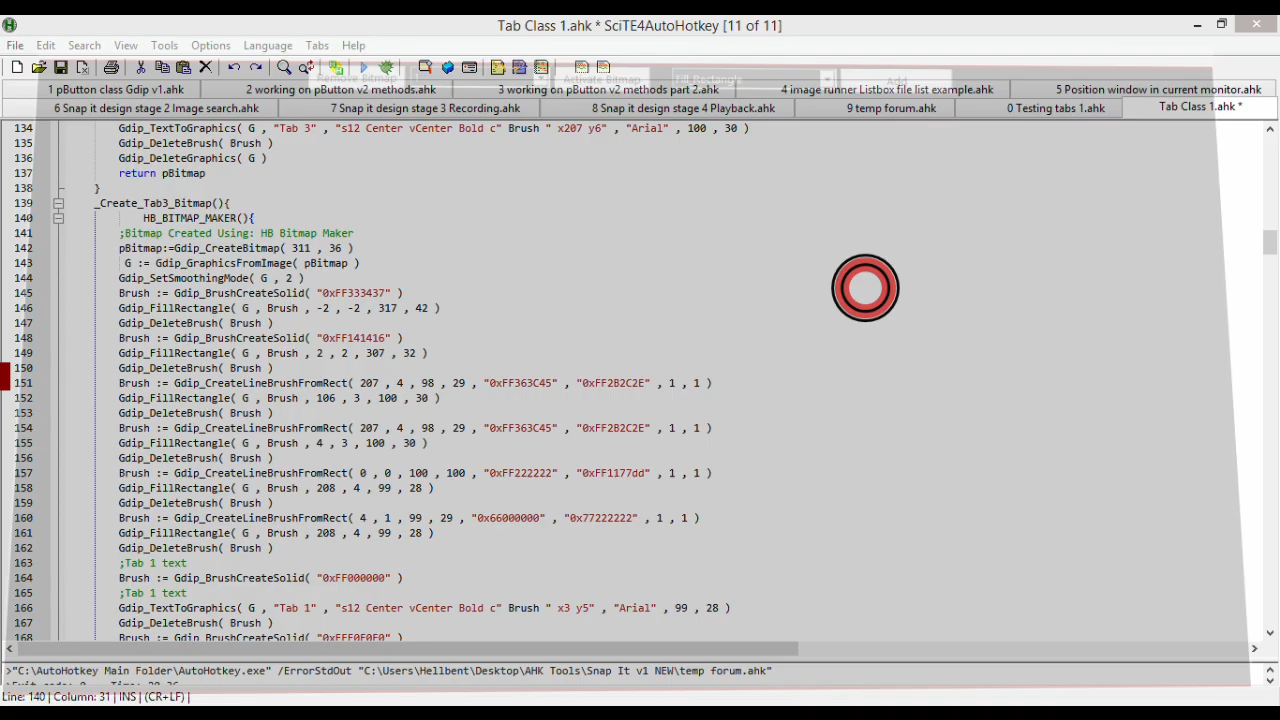 Tab Class 1.ahk * SciTE4AutoHotkey [11 of 11]
File Edit Search View Tools Options Language Tabs Help
Remove Bitmap Activate Bitmap Fill_Rectangle Add
1 pButton class Gdip v1.ahk 2 working on pButton v2 methods.ahk 3 working on pButton v2 methods part 2.ahk 4 image runner Listbox file list example.ahk 5 Position window in current monitor.ahk
6 Snap it design stage 2 Image search.ahk 7 Snap it design stage 3 Recording.ahk 8 Snap it design stage 4 Playback.ahk 9 temp forum.ahk 0 Testing tabs 1.ahk Tab Class 1.ahk *
134 Gdip_TextToGraphics( G , "Tab 3" , "s12 Center vCenter Bold c" Brush " x207 y6" , "Arial" , 100 , 30 )
135 Gdip_DeleteBrush( Brush )
136 Gdip_DeleteGraphics( G )
137 return pBitmap
138 }
139 _Create_Tab3_Bitmap(){
140 HB_BITMAP_MAKER(){
141 ;Bitmap Created Using: HB Bitmap Maker
142 pBitmap:=Gdip_CreateBitmap( 311 , 36 )
143 G := Gdip_GraphicsFromImage( pBitmap )
144 Gdip_SetSmoothingMode( G , 2 )
145 Brush := Gdip_BrushCreateSolid( "0xFF333437" )
146 Gdip_FillRectangle( G , Brush , -2 , -2 , 317 , 42 )
147 Gdip_DeleteBrush( Brush )
148 Brush := Gdip_BrushCreateSolid( "0xFF141416" )
149 Gdip_FillRectangle( G , Brush , 2 , 2 , 307 , 32 )
150 Gdip_DeleteBrush( Brush )
151 Brush := Gdip_CreateLineBrushFromRect( 207 , 4 , 98 , 29 , "0xFF363C45" , "0xFF2B2C2E" , 1 , 1 )
152 Gdip_FillRectangle( G , Brush , 106 , 3 , 100 , 30 )
153 Gdip_DeleteBrush( Brush )
154 Brush := Gdip_CreateLineBrushFromRect( 207 , 4 , 98 , 29 , "0xFF363C45" , "0xFF2B2C2E" , 1 , 1 )
155 Gdip_FillRectangle( G , Brush , 4 , 3 , 100 , 30 )
156 Gdip_DeleteBrush( Brush )
157 Brush := Gdip_CreateLineBrushFromRect( 0 , 0 , 100 , 100 , "0xFF222222" , "0xFF1177dd" , 1 , 1 )
158 Gdip_FillRectangle( G , Brush , 208 , 4 , 99 , 28 )
159 Gdip_DeleteBrush( Brush )
160 Brush := Gdip_CreateLineBrushFromRect( 4 , 1 , 99 , 29 , "0x66000000" , "0x77222222" , 1 , 1 )
161 Gdip_FillRectangle( G , Brush , 208 , 4 , 99 , 28 )
162 Gdip_DeleteBrush( Brush )
163 ;Tab 1 text
164 Brush := Gdip_BrushCreateSolid( "0xFF000000" )
165 ;Tab 1 text
166 Gdip_TextToGraphics( G , "Tab 1" , "s12 Center vCenter Bold c" Brush " x3 y5" , "Arial" , 99 , 28 )
167 Gdip_DeleteBrush( Brush )
168 Brush := Gdip_BrushCreateSolid( "0xFFF0F0F0" )
>"C:\AutoHotkey Main Folder\AutoHotkey.exe" /ErrorStdOut "C:\Users\Hellbent\Desktop\AHK Tools\Snap It v1 NEW\temp forum.ahk"
Line: 140 | Column: 31 | INS | (CR+LF) |